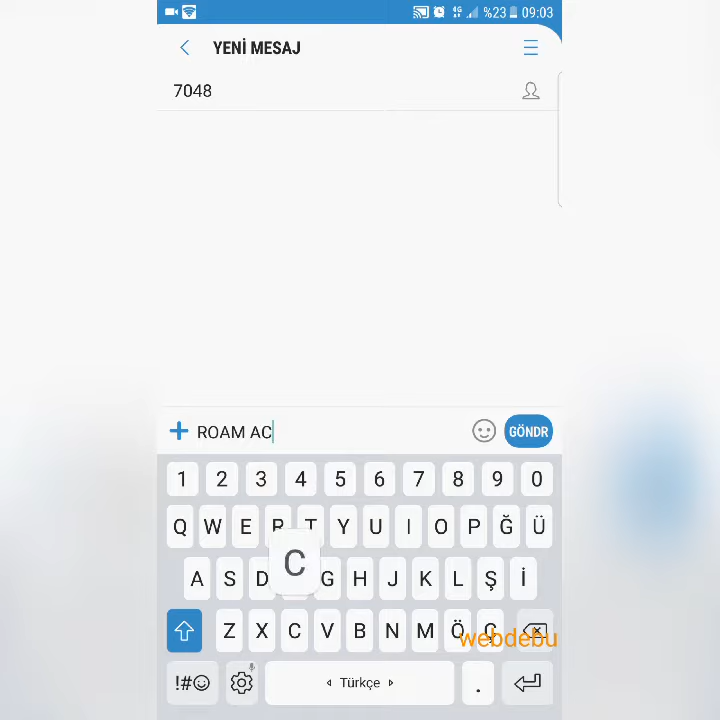 4G %23 09:03
YENİ MESAJ
7048
ROAM AC
GÖNDR
1 2 3 4 5 6 7 8 9 0
Q W E R T Y U I O P Ğ Ü
C
A S D G H J K L Ş İ
Z X C V B N M Ö Ç
webdebu
!#☺ Türkçe .